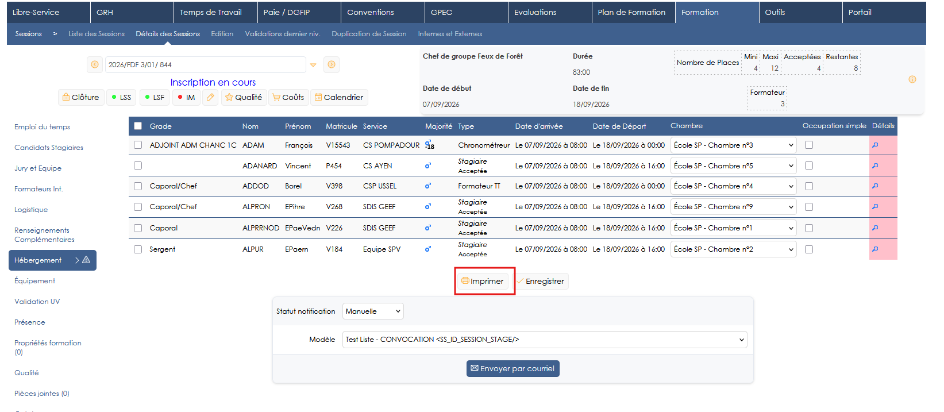 Libre-Service GRH Temps de Travail Paie / DGFIP Conventions GPEC Evaluations Plan de Formation Formation Outils Portail
Sessions > Liste des Sessions Détails des Sessions Edition Validations dernier niv. Duplication de Session Internes et Externes
2026/FDF 3/01/ 844
Inscription en cours
Clôture LSS LSF IM Qualité Coûts Calendrier
Chef de groupe Feux de Forêt
Durée
83:00
Date de début
07/09/2026
Date de fin
18/09/2026
Nombre de Places Mini Maxi Acceptées Restantes
4 12 4 8
Formateur
3
Emploi du temps
Candidats Stagiaires
Jury et Equipe
Formateurs Int.
Logistique
Renseignements
Complémentaires
Hébergement >
Équipement
Validation UV
Présence
Propriétés formation
(0)
Qualité
Pièces jointes (0)
Grade Nom Prénom Matricule Service Majorité Type Date d'arrivée Date de Départ Chambre Occupation simple Détails
ADJOINT ADM CHANC 1C ADAM François V15543 CS POMPADOUR 18 Chronométreur Le 07/09/2026 à 08:00 Le 18/09/2026 à 00:00 École SP - Chambre n°3
ADANARD Vincent P454 CS AYEN Stagiaire Acceptée Le 07/09/2026 à 08:00 Le 18/09/2026 à 16:00 École SP - Chambre n°5
Caporal/Chef ADDOD Borel V398 CSP USSEL Formateur TT Le 07/09/2026 à 08:00 Le 18/09/2026 à 00:00 École SP - Chambre n°4
Caporal/Chef ALPRON EPithre V268 SDIS GEEF Stagiaire Acceptée Le 07/09/2026 à 08:00 Le 18/09/2026 à 16:00 École SP - Chambre n°9
Caporal ALPRRNOD EPaeVedn V226 SDIS GEEF Stagiaire Acceptée Le 07/09/2026 à 08:00 Le 18/09/2026 à 16:00 École SP - Chambre n°1
Sergent ALPUR EPaern V184 Equipe SPV Stagiaire Acceptée Le 07/09/2026 à 08:00 Le 18/09/2026 à 16:00 École SP - Chambre n°2
Imprimer Enregistrer
Statut notification Manuelle
Modèle Test Liste - CONVOCATION <SS_ID_SESSION_STAGE/>
Envoyer par courriel